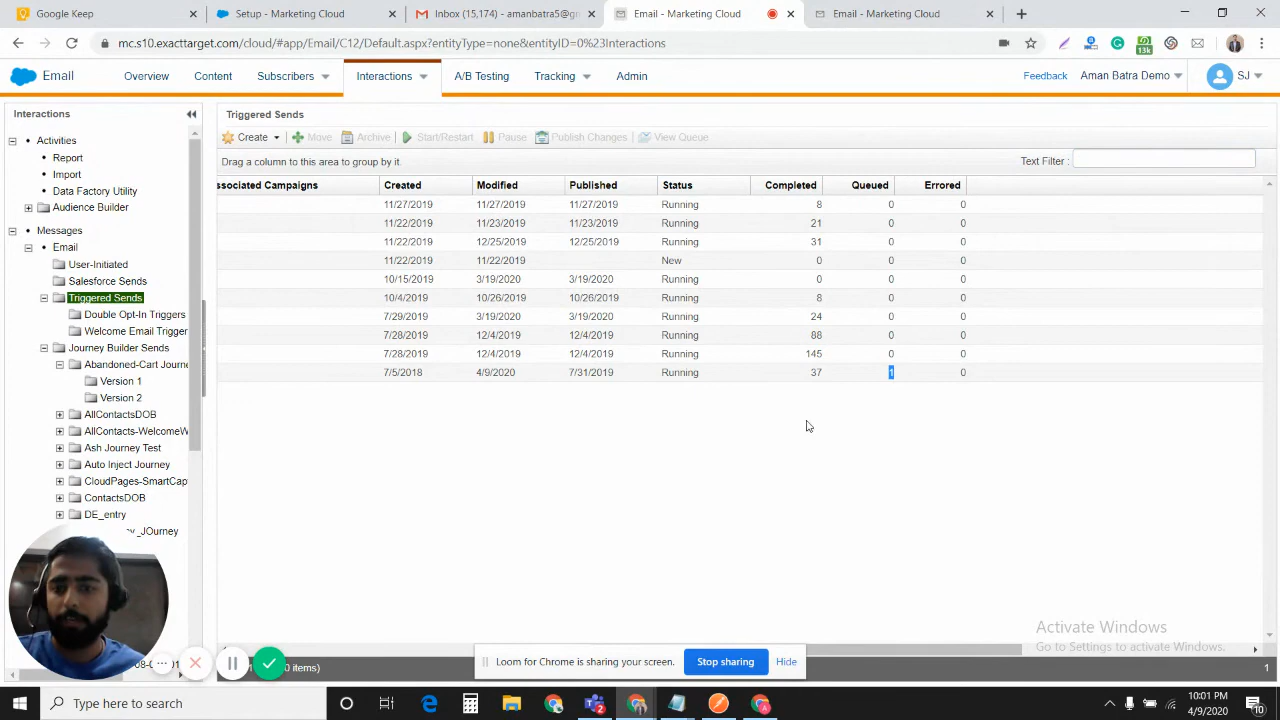 Google Keep
Setup - Marketing Cloud
Inbox (15,174) - amanbatra5@gm
Email - Marketing Cloud
Email - Marketing Cloud
mc.s10.exacttarget.com/cloud/#app/Email/C12/Default.aspx?entityType=none&entityID=0%23Interactions
13k
Email
Overview
Content
Subscribers
Interactions
A/B Testing
Tracking
Admin
Feedback
Aman Batra Demo
SJ
Interactions
Activities
Report
Import
Data Factory Utility
Audience Builder
Messages
Email
User-Initiated
Salesforce Sends
Triggered Sends
Double Opt-In Triggers
Welcome Email Trigger
Journey Builder Sends
Abandoned-Cart Journe
Version 1
Version 2
AllContactsDOB
AllContacts-WelcomeW
Ash Journey Test
Auto Inject Journey
CloudPages-SmartCap
ContactsDOB
DE_entry
_JOurney
Triggered Sends
Create
Move
Archive
Start/Restart
Pause
Publish Changes
View Queue
Drag a column to this area to group by it.
Text Filter :
ssociated Campaigns Created Modified Published Status Completed Queued Errored
11/27/2019 11/27/2019 11/27/2019 Running 8 0 0
11/22/2019 11/23/2019 11/23/2019 Running 21 0 0
11/22/2019 12/25/2019 12/25/2019 Running 31 0 0
11/22/2019 11/22/2019 New 0 0 0
10/15/2019 3/19/2020 3/19/2020 Running 0 0 0
10/4/2019 10/26/2019 10/26/2019 Running 8 0 0
7/29/2019 3/19/2020 3/19/2020 Running 24 0 0
7/28/2019 12/4/2019 12/4/2019 Running 88 0 0
7/28/2019 12/4/2019 12/4/2019 Running 145 0 0
7/5/2018 4/9/2020 7/31/2019 Running 37 1 0
Activate Windows
Go to Settings to activate Windows.
Loom for Chrome is sharing your screen.
Stop sharing
Hide
0 items)
1
Type here to search
10:01 PM
4/9/2020
10